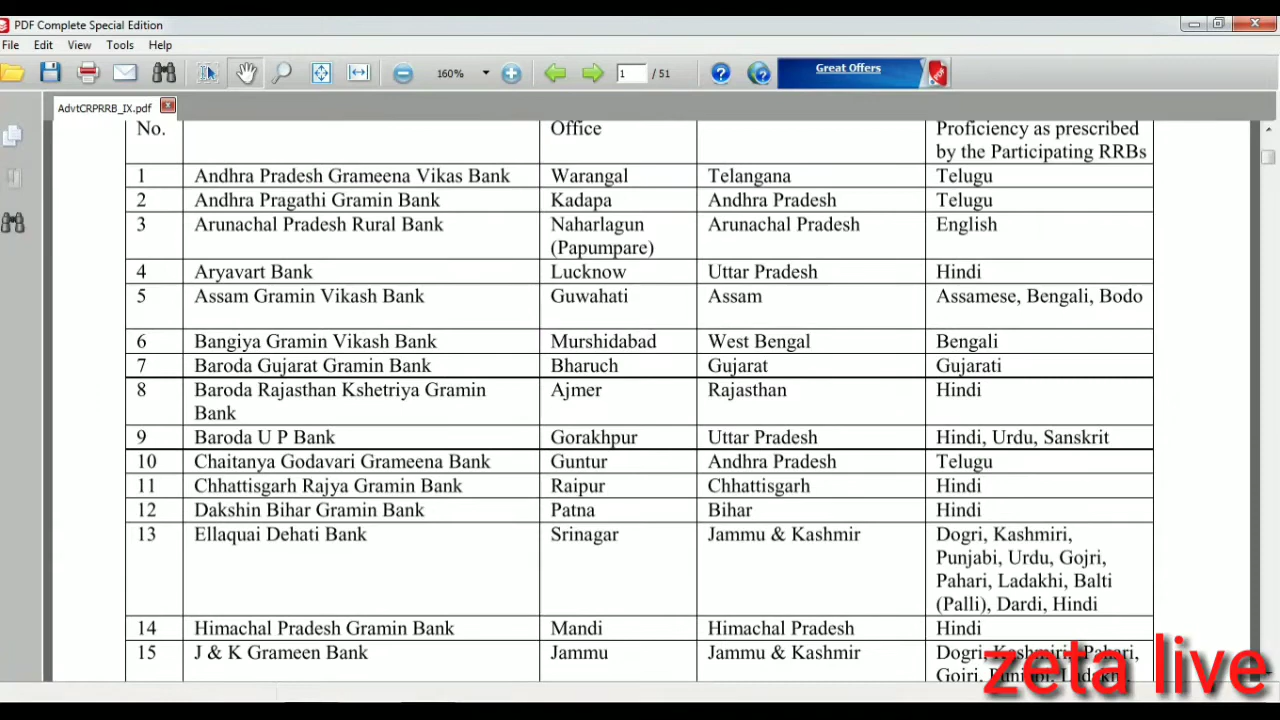 PDF Complete Special Edition
File Edit View Tools Help
160% 1 / 51 Great Offers
AdvtCRPRRB_IX.pdf
No. Office Proficiency as prescribed
by the Participating RRBs
1 Andhra Pradesh Grameena Vikas Bank Warangal Telangana Telugu
2 Andhra Pragathi Gramin Bank Kadapa Andhra Pradesh Telugu
3 Arunachal Pradesh Rural Bank Naharlagun Arunachal Pradesh English
(Papumpare)
4 Aryavart Bank Lucknow Uttar Pradesh Hindi
5 Assam Gramin Vikash Bank Guwahati Assam Assamese, Bengali, Bodo
6 Bangiya Gramin Vikash Bank Murshidabad West Bengal Bengali
7 Baroda Gujarat Gramin Bank Bharuch Gujarat Gujarati
8 Baroda Rajasthan Kshetriya Gramin Ajmer Rajasthan Hindi
Bank
9 Baroda U P Bank Gorakhpur Uttar Pradesh Hindi, Urdu, Sanskrit
10 Chaitanya Godavari Grameena Bank Guntur Andhra Pradesh Telugu
11 Chhattisgarh Rajya Gramin Bank Raipur Chhattisgarh Hindi
12 Dakshin Bihar Gramin Bank Patna Bihar Hindi
13 Ellaquai Dehati Bank Srinagar Jammu & Kashmir Dogri, Kashmiri,
Punjabi, Urdu, Gojri,
Pahari, Ladakhi, Balti
(Palli), Dardi, Hindi
14 Himachal Pradesh Gramin Bank Mandi Himachal Pradesh Hindi
15 J & K Grameen Bank Jammu Jammu & Kashmir Dogri, Kashmiri, Pahari,
zeta live